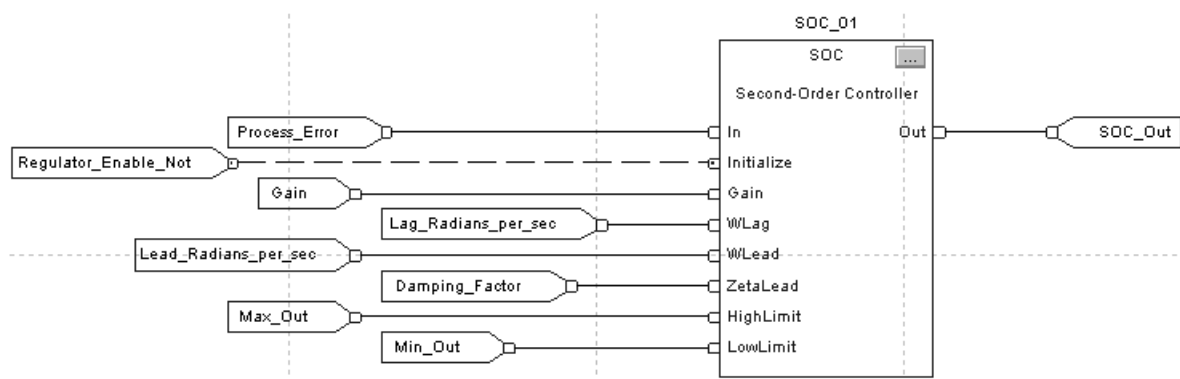 SOC_01
SOC
...
Second-Order Controller
Process_Error
In
Out
SOC_Out
Regulator_Enable_Not
Initialize
Gain
Gain
Lag_Radians_per_sec
WLag
Lead_Radians_per_sec
WLead
Damping_Factor
ZetaLead
Max_Out
HighLimit
Min_Out
LowLimit